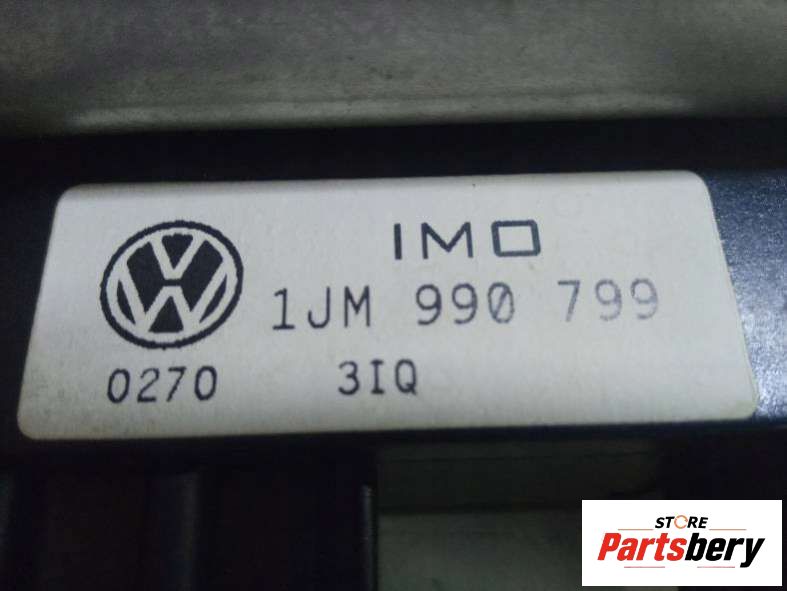 IMO
1JM 990 799
0270 3IQ
STORE
Partsbery